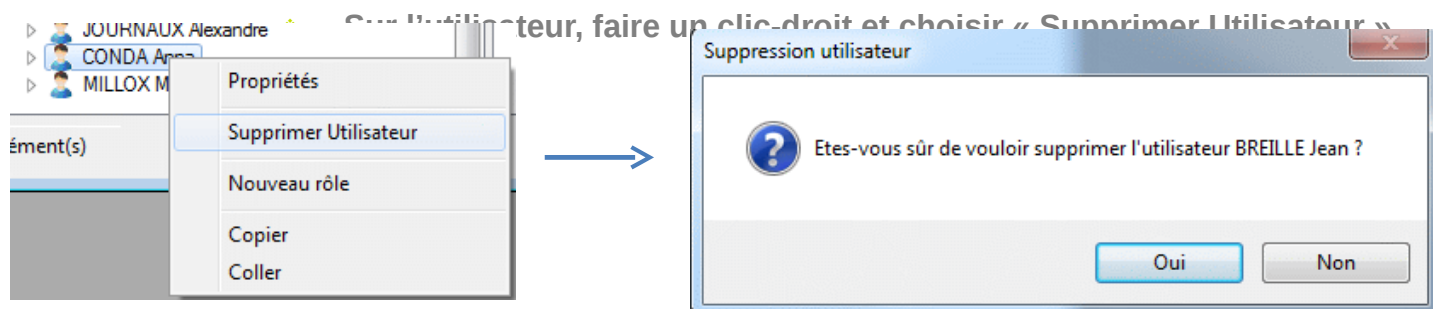 Sur l'utilisateur, faire un clic-droit et choisir « Supprimer Utilisateur »
JOURNAUX Alexandre
CONDA Anna
MILLOX M
ément(s)
Propriétés
Supprimer Utilisateur
Nouveau rôle
Copier
Coller
Suppression utilisateur
Etes-vous sûr de vouloir supprimer l'utilisateur BREILLE Jean ?
Oui
Non